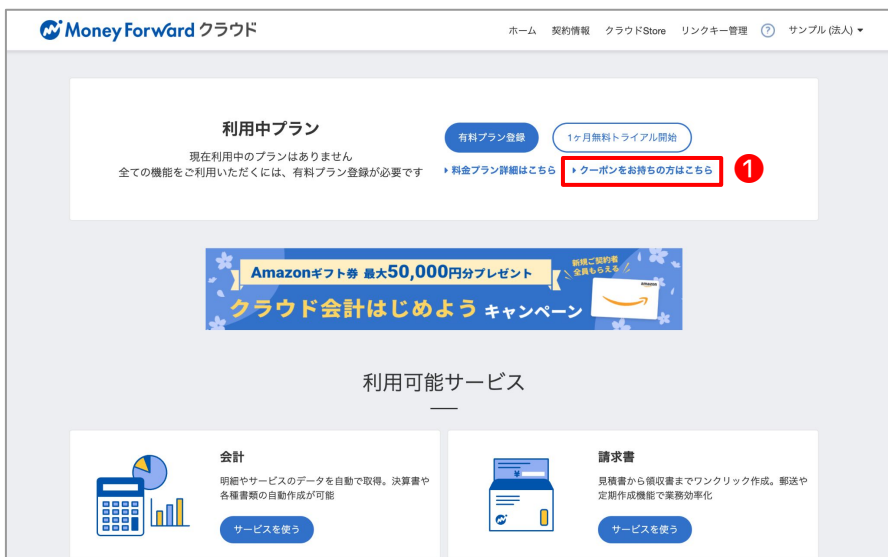 Money Forward クラウド
ホーム 契約情報 クラウドStore リンクキー管理 ? サンプル (法人)
利用中プラン
現在利用中のプランはありません
全ての機能をご利用いただくには、有料プラン登録が必要です
有料プラン登録 1ヶ月無料トライアル開始
料金プラン詳細はこちら クーポンをお持ちの方はこちら 1
Amazonギフト券 最大50,000円分プレゼント
新規ご契約者
全員もらえる
クラウド会計はじめよう キャンペーン
amazon
利用可能サービス
会計
明細やサービスのデータを自動で取得。決算書や
各種書類の自動作成が可能
サービスを使う
請求書
見積書から領収書までワンクリック作成。郵送や
定期作成機能で業務効率化
サービスを使う